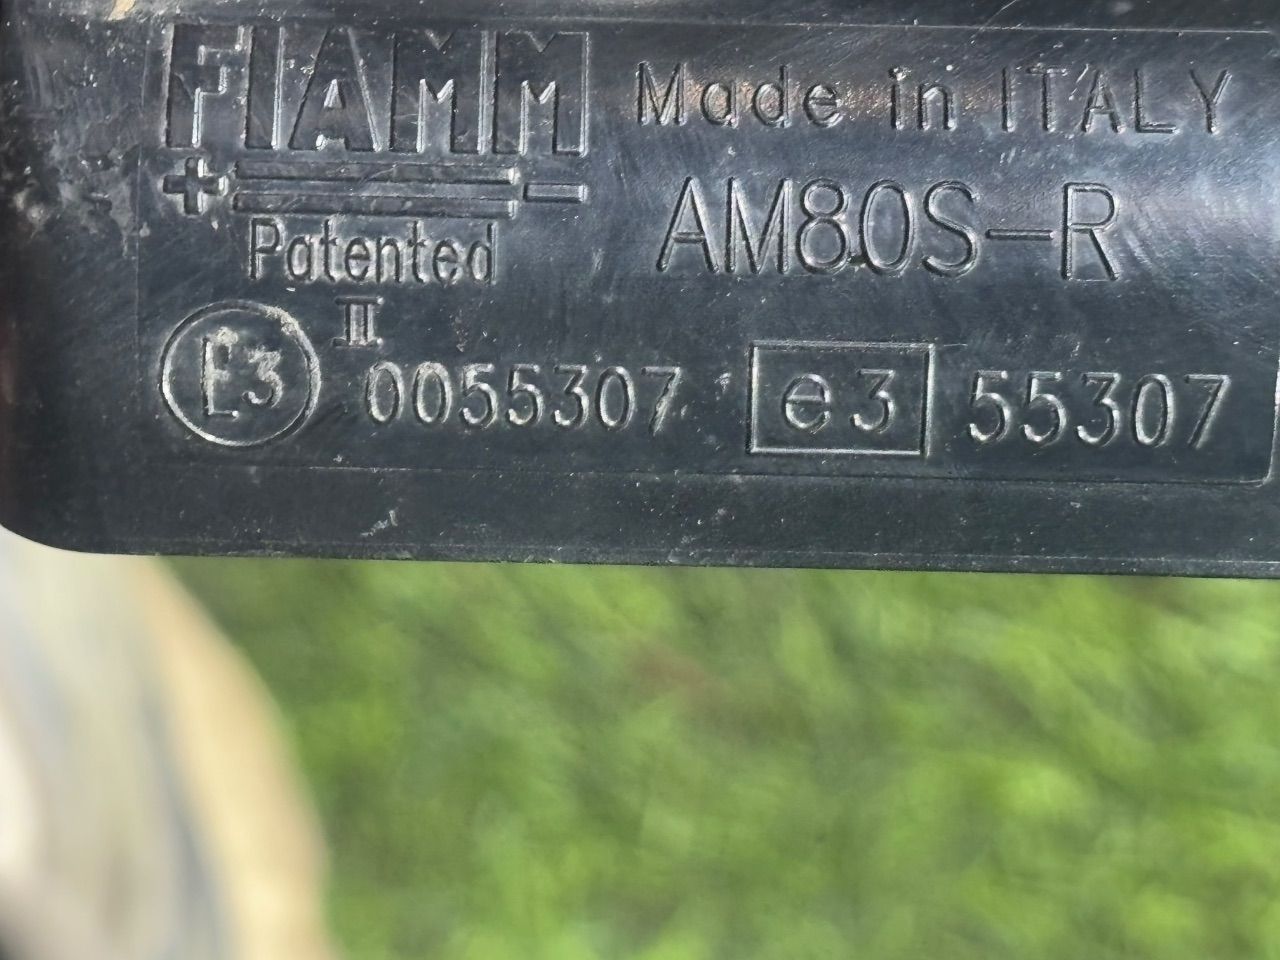 FIAMM Made in ITALY
+ -
Patented AM80S-R
II
E3 0055307 e3 55307